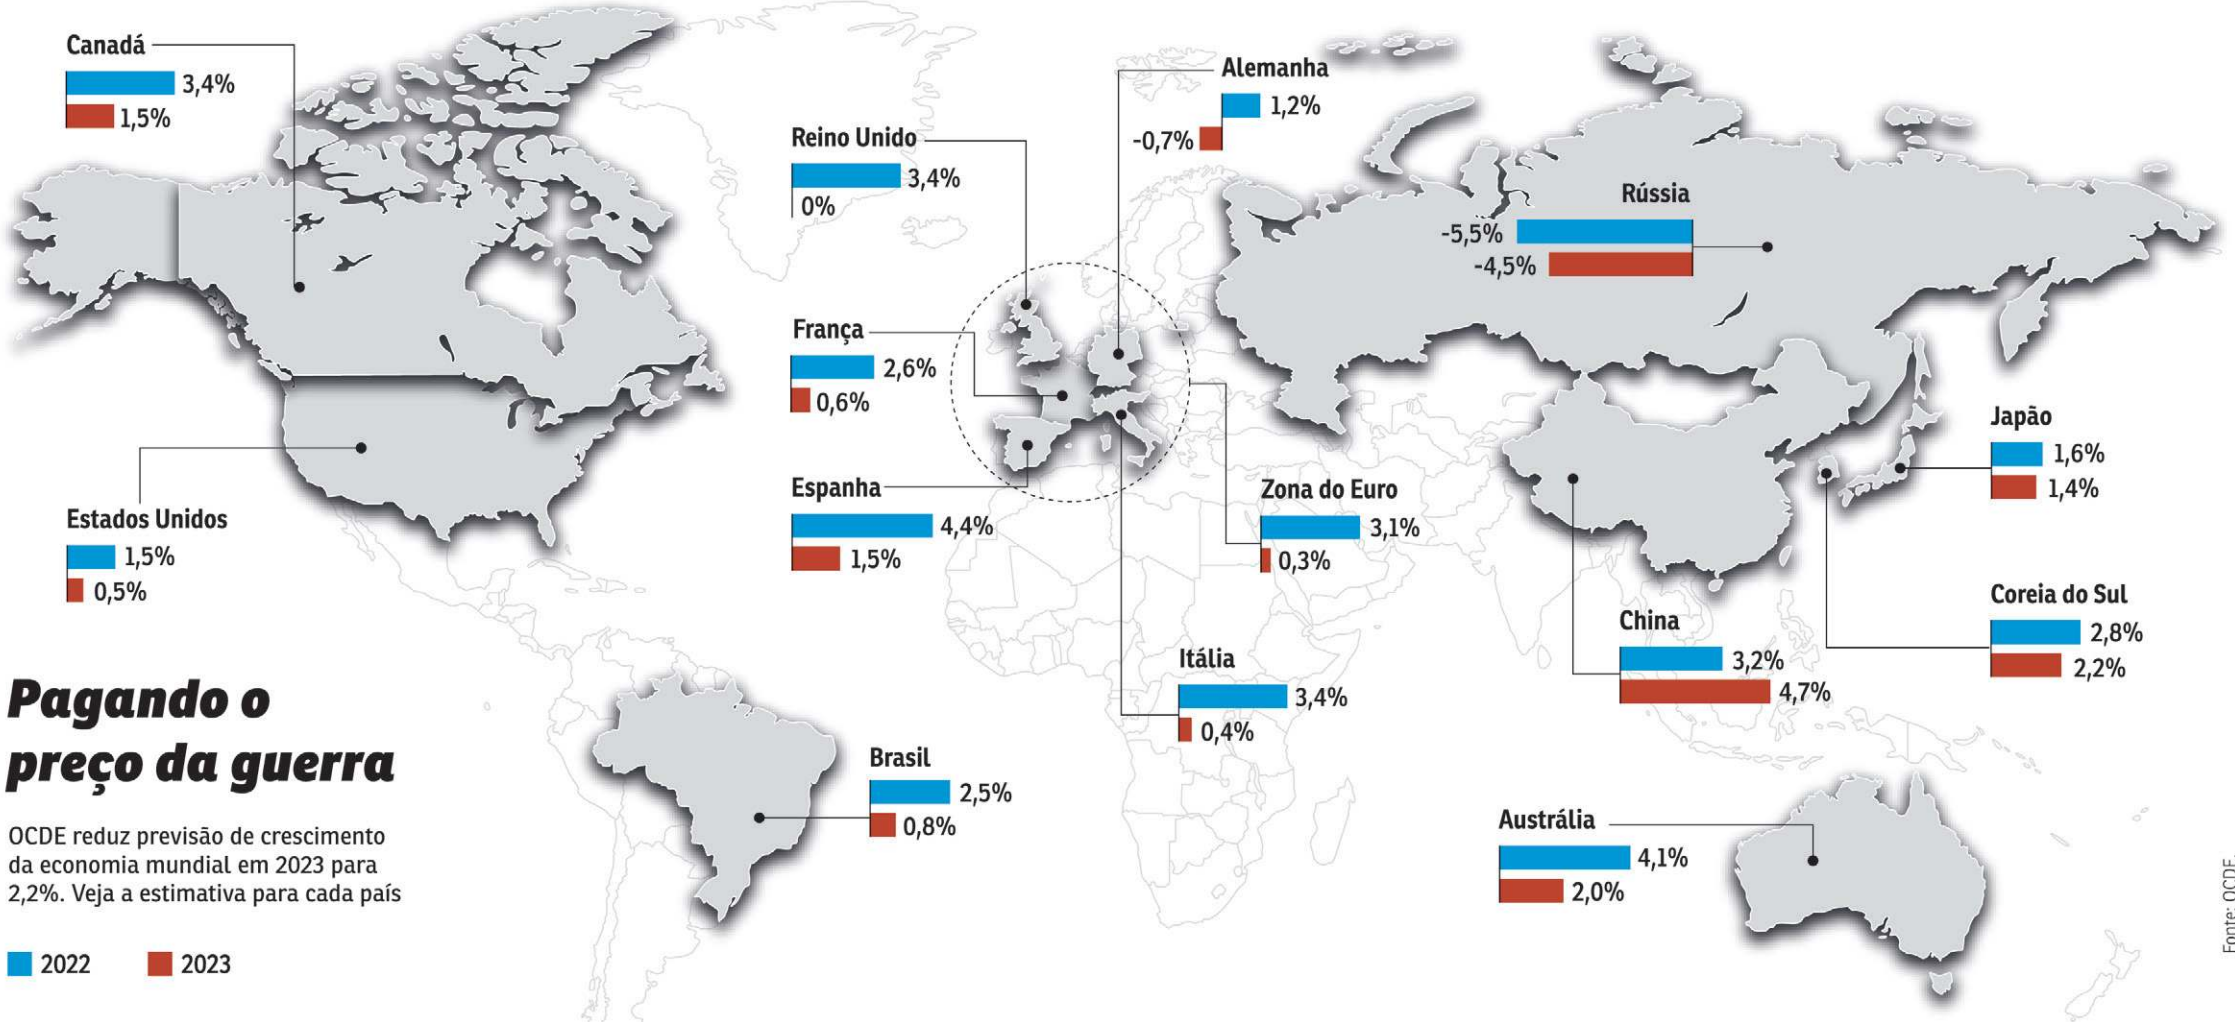 Canadá
3,4%
1,5%
Alemanha
1,2%
-0,7%
Reino Unido
3,4%
0%
Rússia
-5,5%
-4,5%
França
2,6%
0,6%
Japão
1,6%
1,4%
Espanha
4,4%
1,5%
Zona do Euro
3,1%
0,3%
Estados Unidos
1,5%
0,5%
Coreia do Sul
2,8%
2,2%
China
3,2%
4,7%
Itália
3,4%
0,4%
Pagando o
preço da guerra
OCDE reduz previsão de crescimento
da economia mundial em 2023 para
2,2%. Veja a estimativa para cada país
2022
2023
Brasil
2,5%
0,8%
Austrália
4,1%
2,0%
Fonte: OCDE.